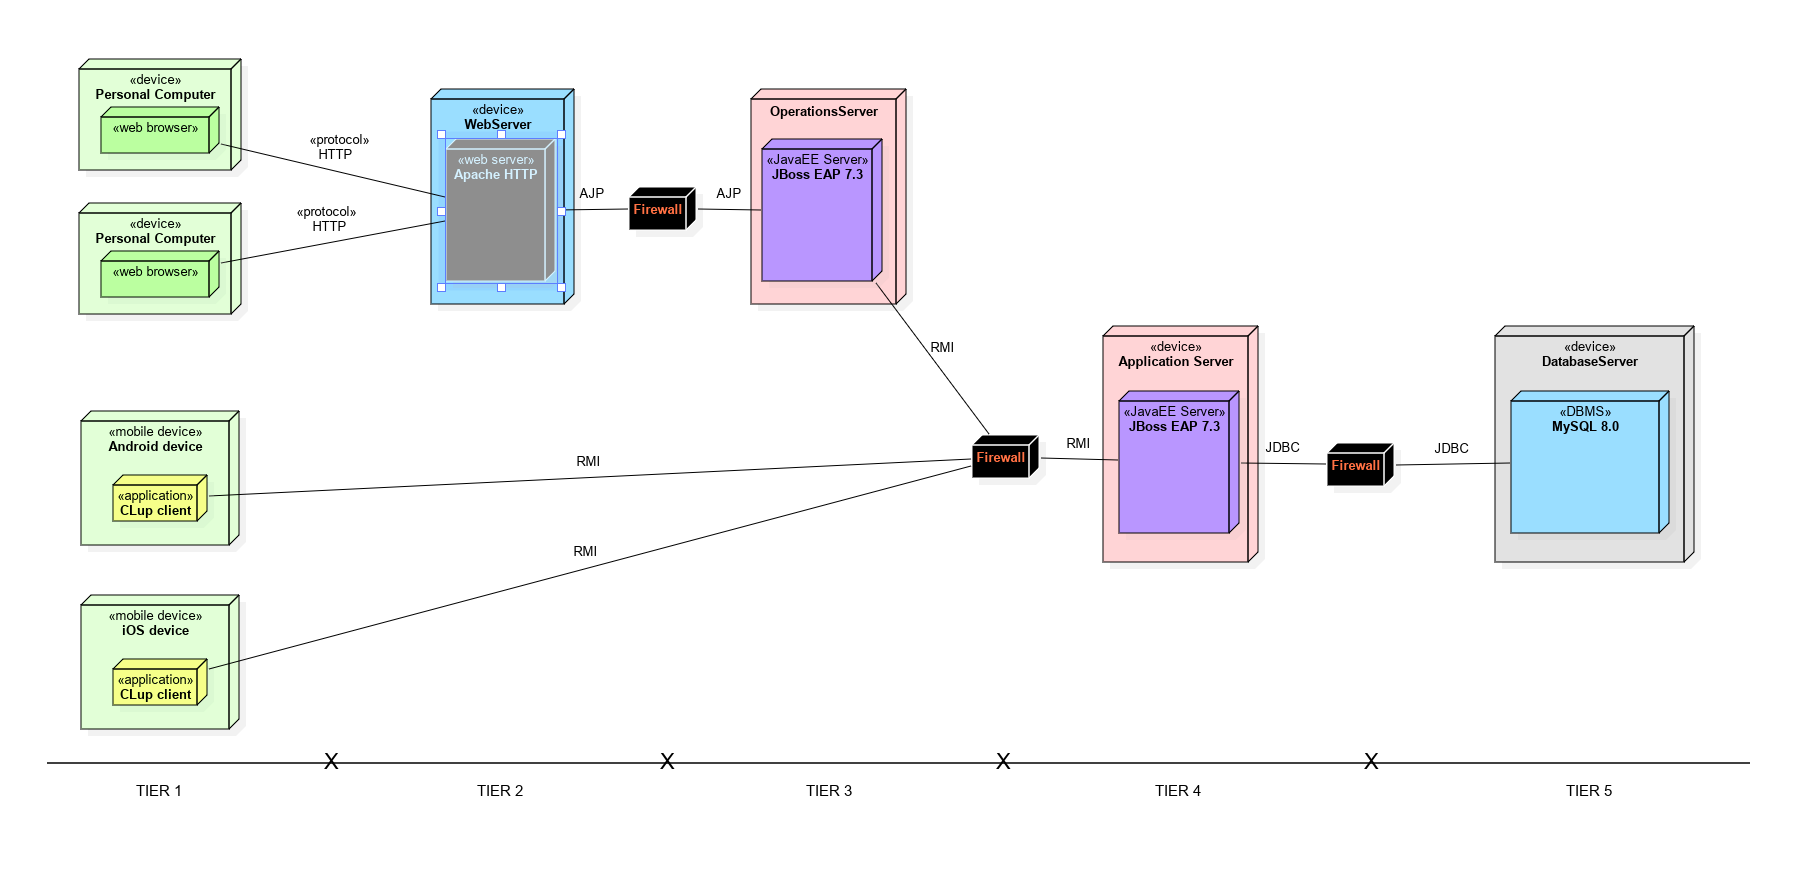 «device»
Personal Computer
«web browser»
«protocol»
HTTP
«device»
Personal Computer
«web browser»
«protocol»
HTTP
«device»
WebServer
«web server»
Apache HTTP
AJP
Firewall
AJP
OperationsServer
«JavaEE Server»
JBoss EAP 7.3
RMI
«mobile device»
Android device
«application»
CLup client
RMI
«mobile device»
iOS device
«application»
CLup client
RMI
Firewall
RMI
«device»
Application Server
«JavaEE Server»
JBoss EAP 7.3
JDBC
Firewall
JDBC
«device»
DatabaseServer
«DBMS»
MySQL 8.0
X X X X
TIER 1 TIER 2 TIER 3 TIER 4 TIER 5